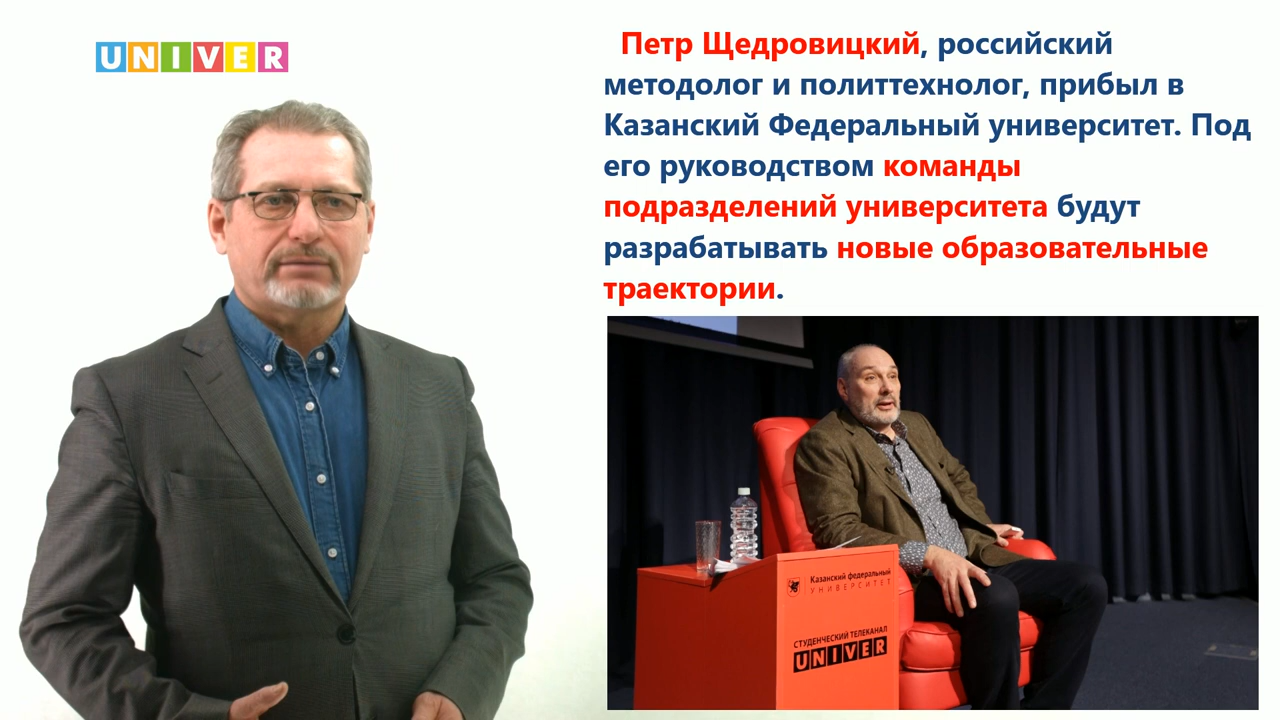 UNIVER
Петр Щедровицкий, российский
методолог и политтехнолог, прибыл в
Казанский Федеральный университет. Под
его руководством команды
подразделений университета будут
разрабатывать новые образовательные
траектории.
Казанский федеральный
УНИВЕРСИТЕТ
СТУДЕНЧЕСКИЙ ТЕЛЕКАНАЛ
UNIVER